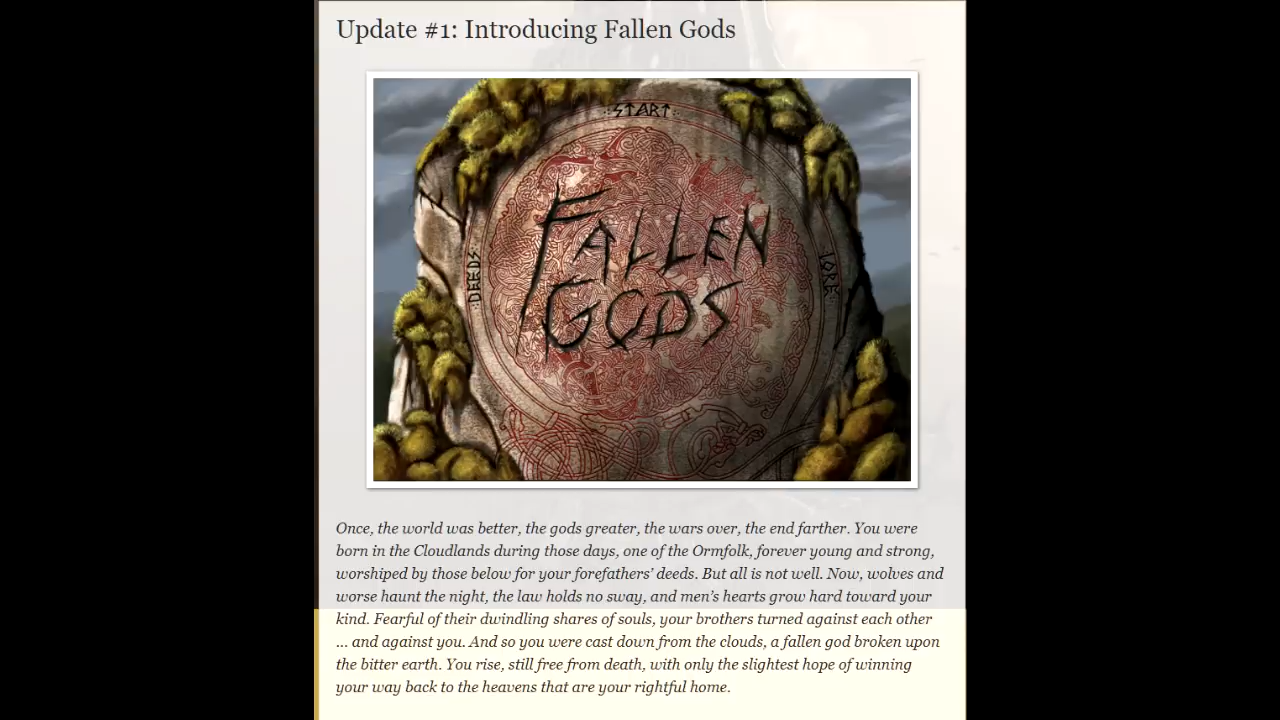 Update #1: Introducing Fallen Gods
START
FALLEN
GODS
DEEDS
LORE
Once, the world was better, the gods greater, the wars over, the end farther. You were
born in the Cloudlands during those days, one of the Ormfolk, forever young and strong,
worshiped by those below for your forefathers’ deeds. But all is not well. Now, wolves and
worse haunt the night, the law holds no sway, and men’s hearts grow hard toward your
kind. Fearful of their dwindling shares of souls, your brothers turned against each other
... and against you. And so you were cast down from the clouds, a fallen god broken upon
the bitter earth. You rise, still free from death, with only the slightest hope of winning
your way back to the heavens that are your rightful home.